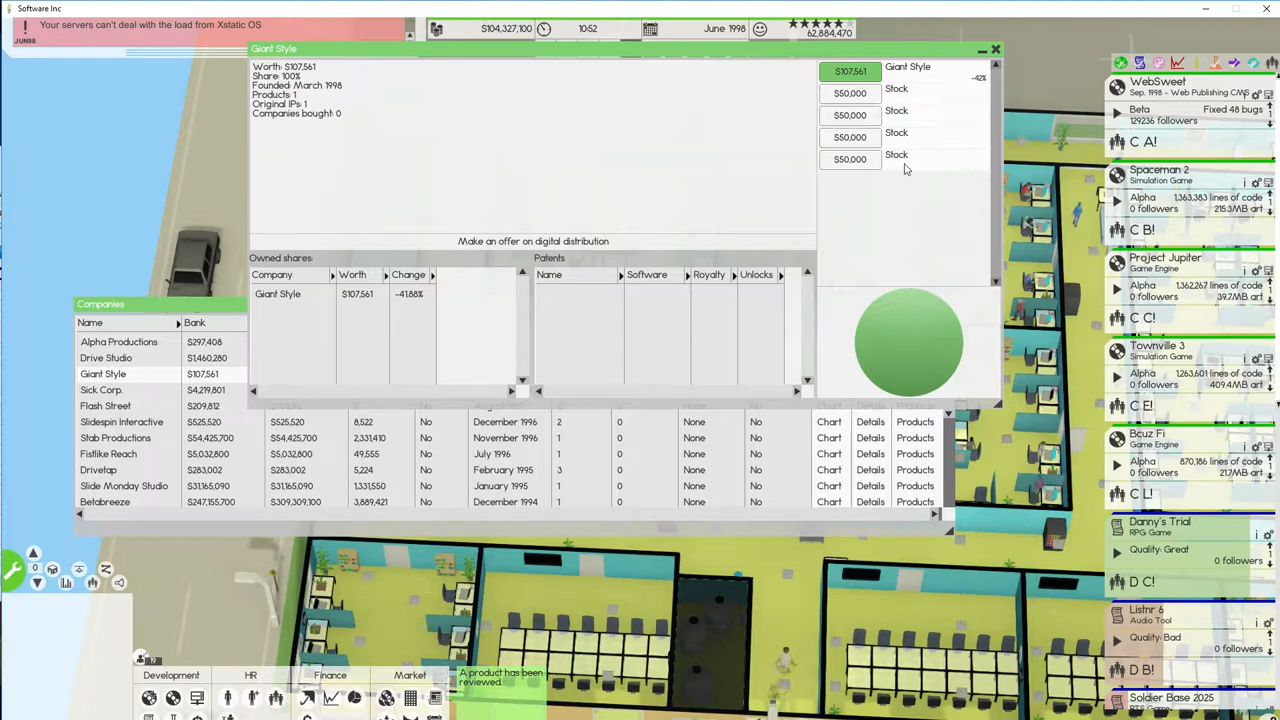 Software Inc
Your servers can't deal with the load from Xstatic OS
JUN98
$104,327,100
10:52
June 1998
62,884,470
Giant Style
Worth: $107,561
Share: 100%
Founded: March 1998
Products: 1
Original IPs: 1
Companies bought: 0
$107,561 Giant Style
-42%
$50,000 Stock
$50,000 Stock
$50,000 Stock
$50,000 Stock
Make an offer on digital distribution
Owned shares:
Company Worth Change
Giant Style $107,561 -41.88%
Patents
Name Software Royalty Unlocks
Companies
Name Bank
Alpha Productions $297,408
Drive Studio $1,460,280
Giant Style $107,561
Sick Corp. $4,219,801
Flash Street $209,812
Slidespin Interactive $525,520 $525,520 8,522 No December 1996 2 0 None No Chart Details Products
Stab Productions $54,425,700 $54,425,700 2,331,410 No November 1996 0 None No Chart Details Products
Fistlike Reach $5,032,800 $5,032,800 49,555 No July 1996 0 None No Chart Details Products
Drivetap $283,002 $283,002 5,224 No February 1995 0 None No Chart Details Products
Slide Monday Studio $31,165,090 $31,165,090 1,331,550 No January 1995 0 None No Chart Details Products
Betabreeze $247,155,700 $309,309,100 3,889,421 No December 1994 1 0 None No Chart Details Products
WebSweet
Sep. 1998 - Web Publishing CMS
Beta Fixed 48 bugs
129236 followers
C A!
Spaceman 2
Simulation Game
Alpha 1,363,383 lines of code
0 followers 215.3MB art
C B!
Project Jupiter
Game Engine
Alpha 1,362,267 lines of code
0 followers 39.7MB art
C C!
Townville 3
Simulation Game
Alpha 1,263,601 lines of code
0 followers 409.4MB art
C E!
Bcuz Fi
Game Engine
Alpha 870,186 lines of code
0 followers 217MB art
C L!
Danny's Trial
RPG Game
Quality: Great
0 followers
D C!
Listnr 6
Audio Tool
Quality: Bad
0 followers
D B!
Soldier Base 2025
RTS Game
0
Development HR Finance Market
A product has been
reviewed.